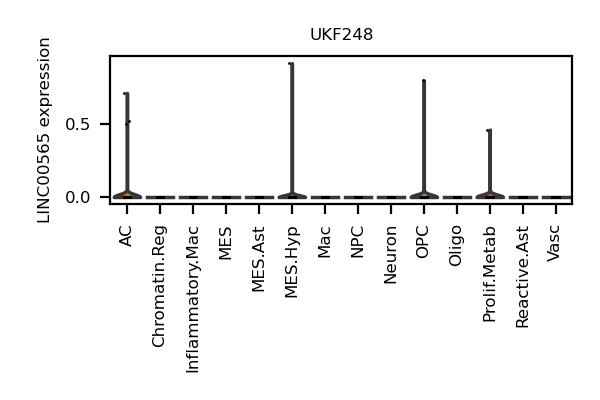 UKF248
LINC00565 expression
0.5
0.0
AC
Chromatin.Reg
Inflammatory.Mac
MES
MES.Ast
MES.Hyp
Mac
NPC
Neuron
OPC
Oligo
Prolif.Metab
Reactive.Ast
Vasc